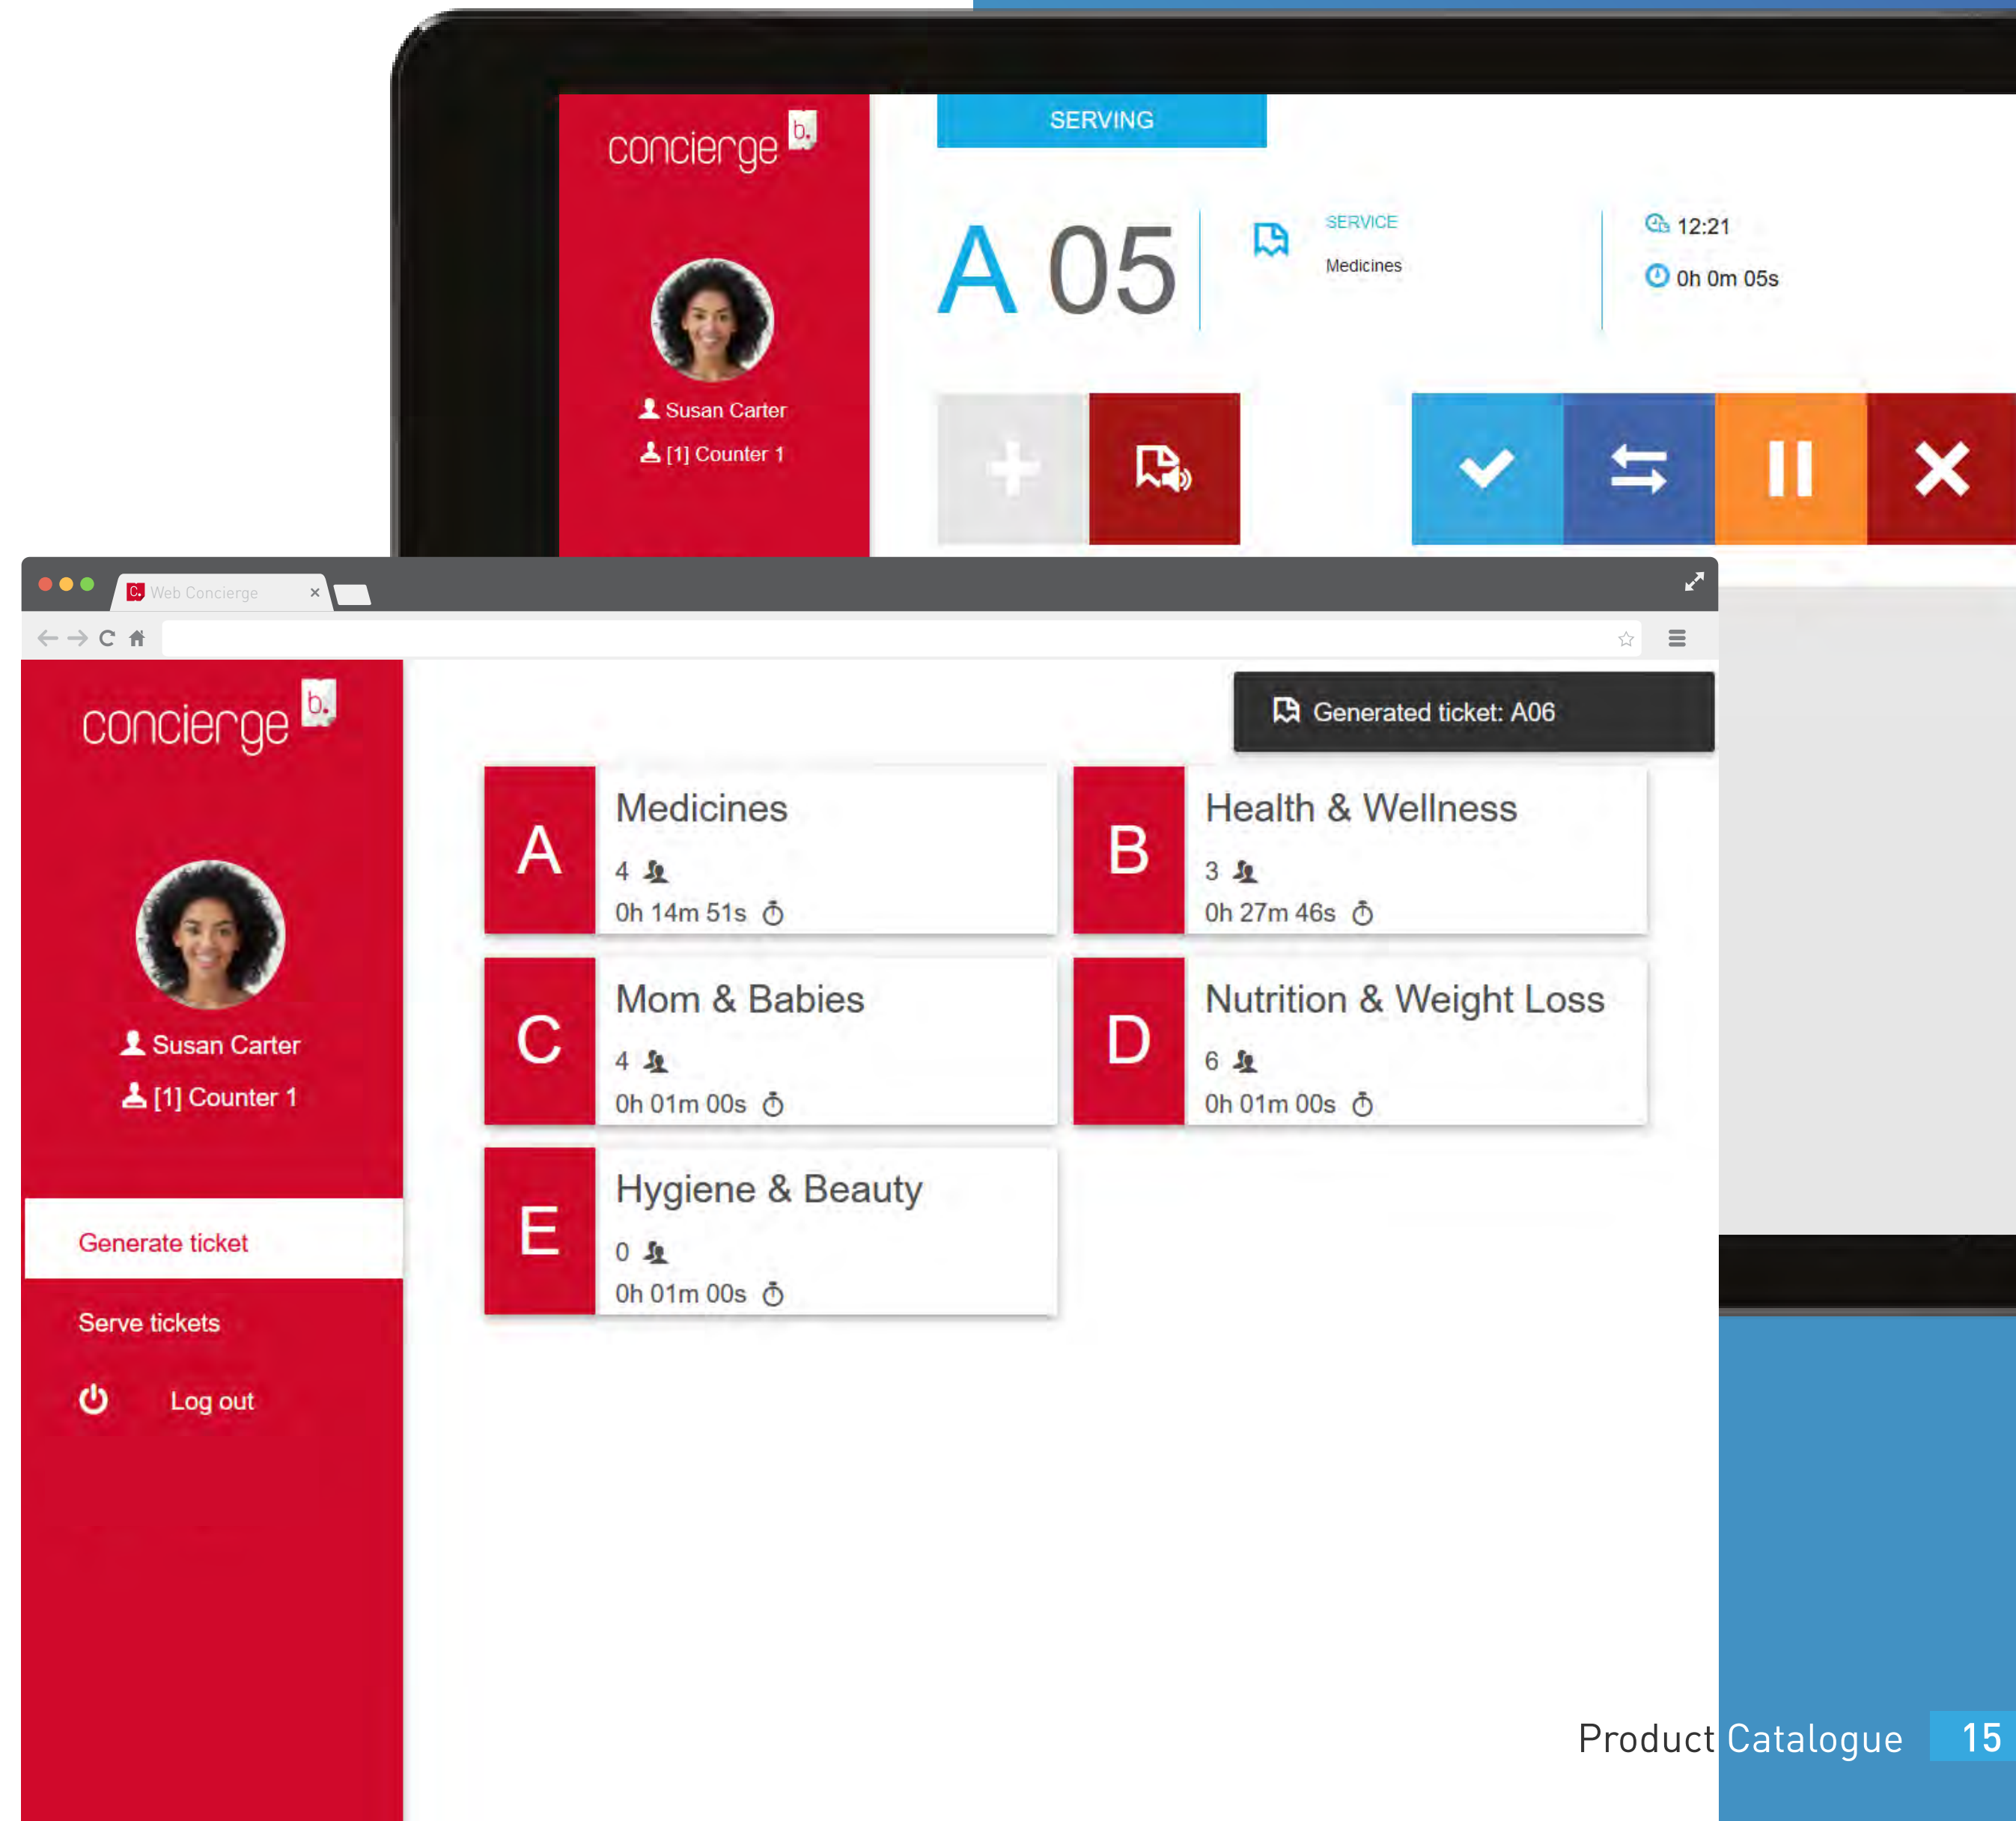 concierge b.
SERVING
A 05
SERVICE
Medicines
12:21
0h 0m 05s
Susan Carter
[1] Counter 1
C. Web Concierge
concierge b.
Generated ticket: A06
Susan Carter
[1] Counter 1
Generate ticket
Serve tickets
Log out
A
Medicines
4
0h 14m 51s
B
Health & Wellness
3
0h 27m 46s
C
Mom & Babies
4
0h 01m 00s
D
Nutrition & Weight Loss
6
0h 01m 00s
E
Hygiene & Beauty
0
0h 01m 00s
Product Catalogue 15